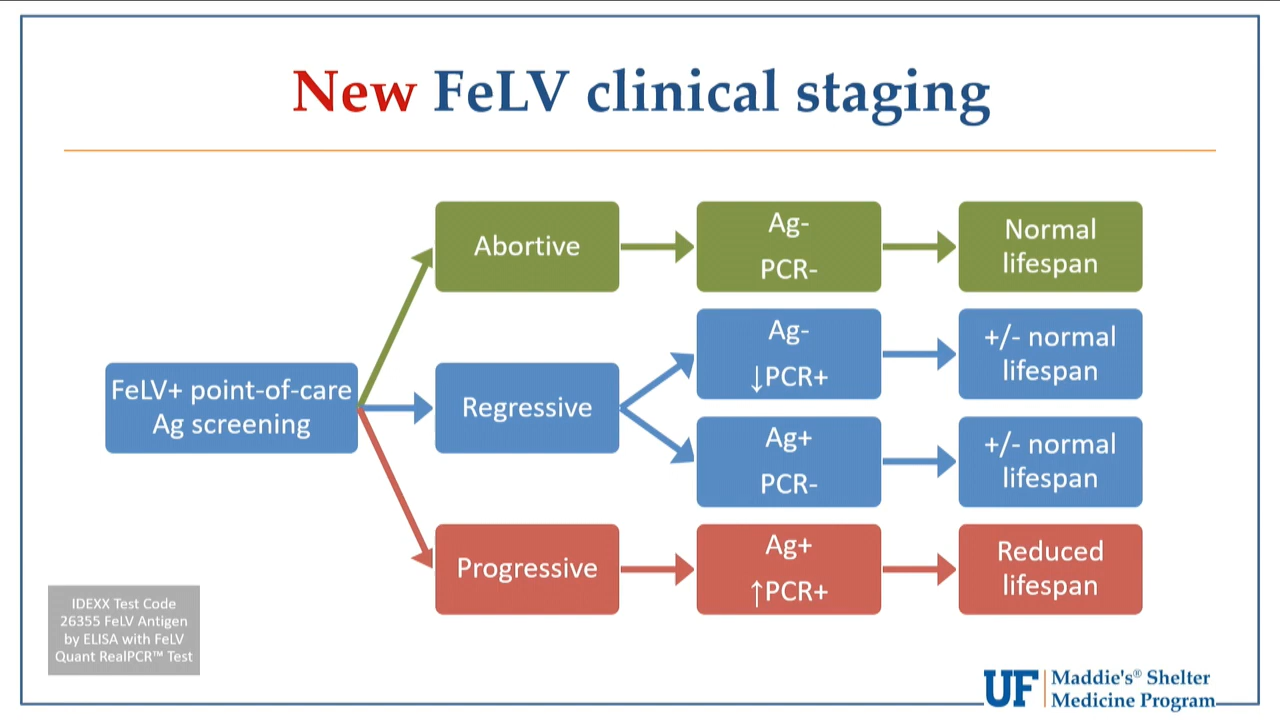 New FeLV clinical staging
FeLV+ point-of-care
Ag screening
Abortive
Ag-
PCR-
Normal
lifespan
Regressive
Ag-
↓PCR+
+/- normal
lifespan
Ag+
PCR-
+/- normal
lifespan
Progressive
Ag+
↑PCR+
Reduced
lifespan
IDEXX Test Code
26355 FeLV Antigen
by ELISA with FeLV
Quant RealPCR™ Test
UF
Maddie's® Shelter
Medicine Program